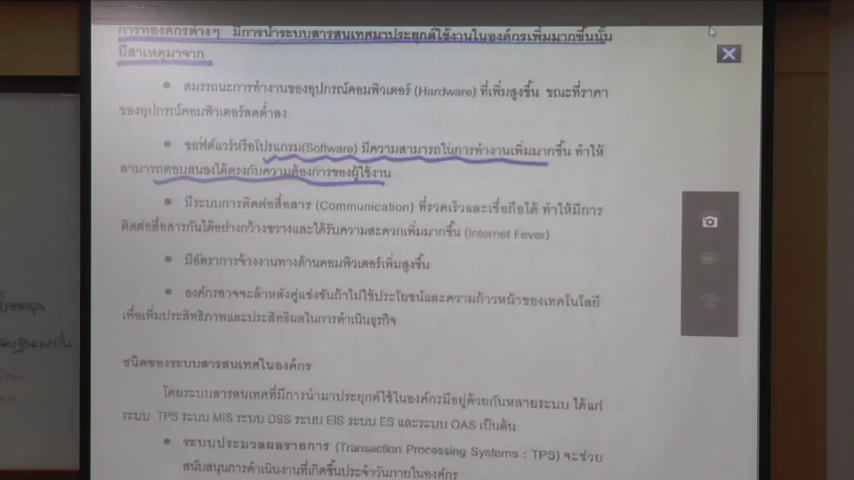 การที่องค์กรต่างๆ มีการนำระบบสารสนเทศมาประยุกต์ใช้งานในองค์กรเพิ่มมากขึ้นนั้น
มีสาเหตุมาจาก
● สมรรถนะการทำงานของอุปกรณ์คอมพิวเตอร์ (Hardware) ที่เพิ่มสูงขึ้น ขณะที่ราคา
ของอุปกรณ์คอมพิวเตอร์ลดต่ำลง
● ซอฟต์แวร์หรือโปรแกรม(Software) มีความสามารถในการทำงานเพิ่มมากขึ้น ทำให้
สามารถตอบสนองได้ตรงกับความต้องการของผู้ใช้งาน
● มีระบบการติดต่อสื่อสาร (Communication) ที่รวดเร็วและเชื่อถือได้ ทำให้มีการ
ติดต่อสื่อสารกันได้อย่างกว้างขวางและได้รับความสะดวกเพิ่มมากขึ้น (Internet Fever)
● มีอัตราการจ้างงานทางด้านคอมพิวเตอร์เพิ่มสูงขึ้น
● องค์กรอาจจะล้าหลังคู่แข่งขันถ้าไม่ใช้ประโยชน์และความก้าวหน้าของเทคโนโลยี
เพื่อเพิ่มประสิทธิภาพและประสิทธิผลในการดำเนินธุรกิจ
ชนิดของระบบสารสนเทศในองค์กร
โดยระบบสารสนเทศที่มีการนำมาประยุกต์ใช้ในองค์กรมีอยู่ด้วยกันหลายระบบ ได้แก่
ระบบ TPS ระบบ MIS ระบบ DSS ระบบ EIS ระบบ ES และระบบ OAS เป็นต้น
● ระบบประมวลผลรายการ (Transaction Processing Systems : TPS) จะช่วย
สนับสนุนการดำเนินงานที่เกิดขึ้นประจำวันภายในองค์กร